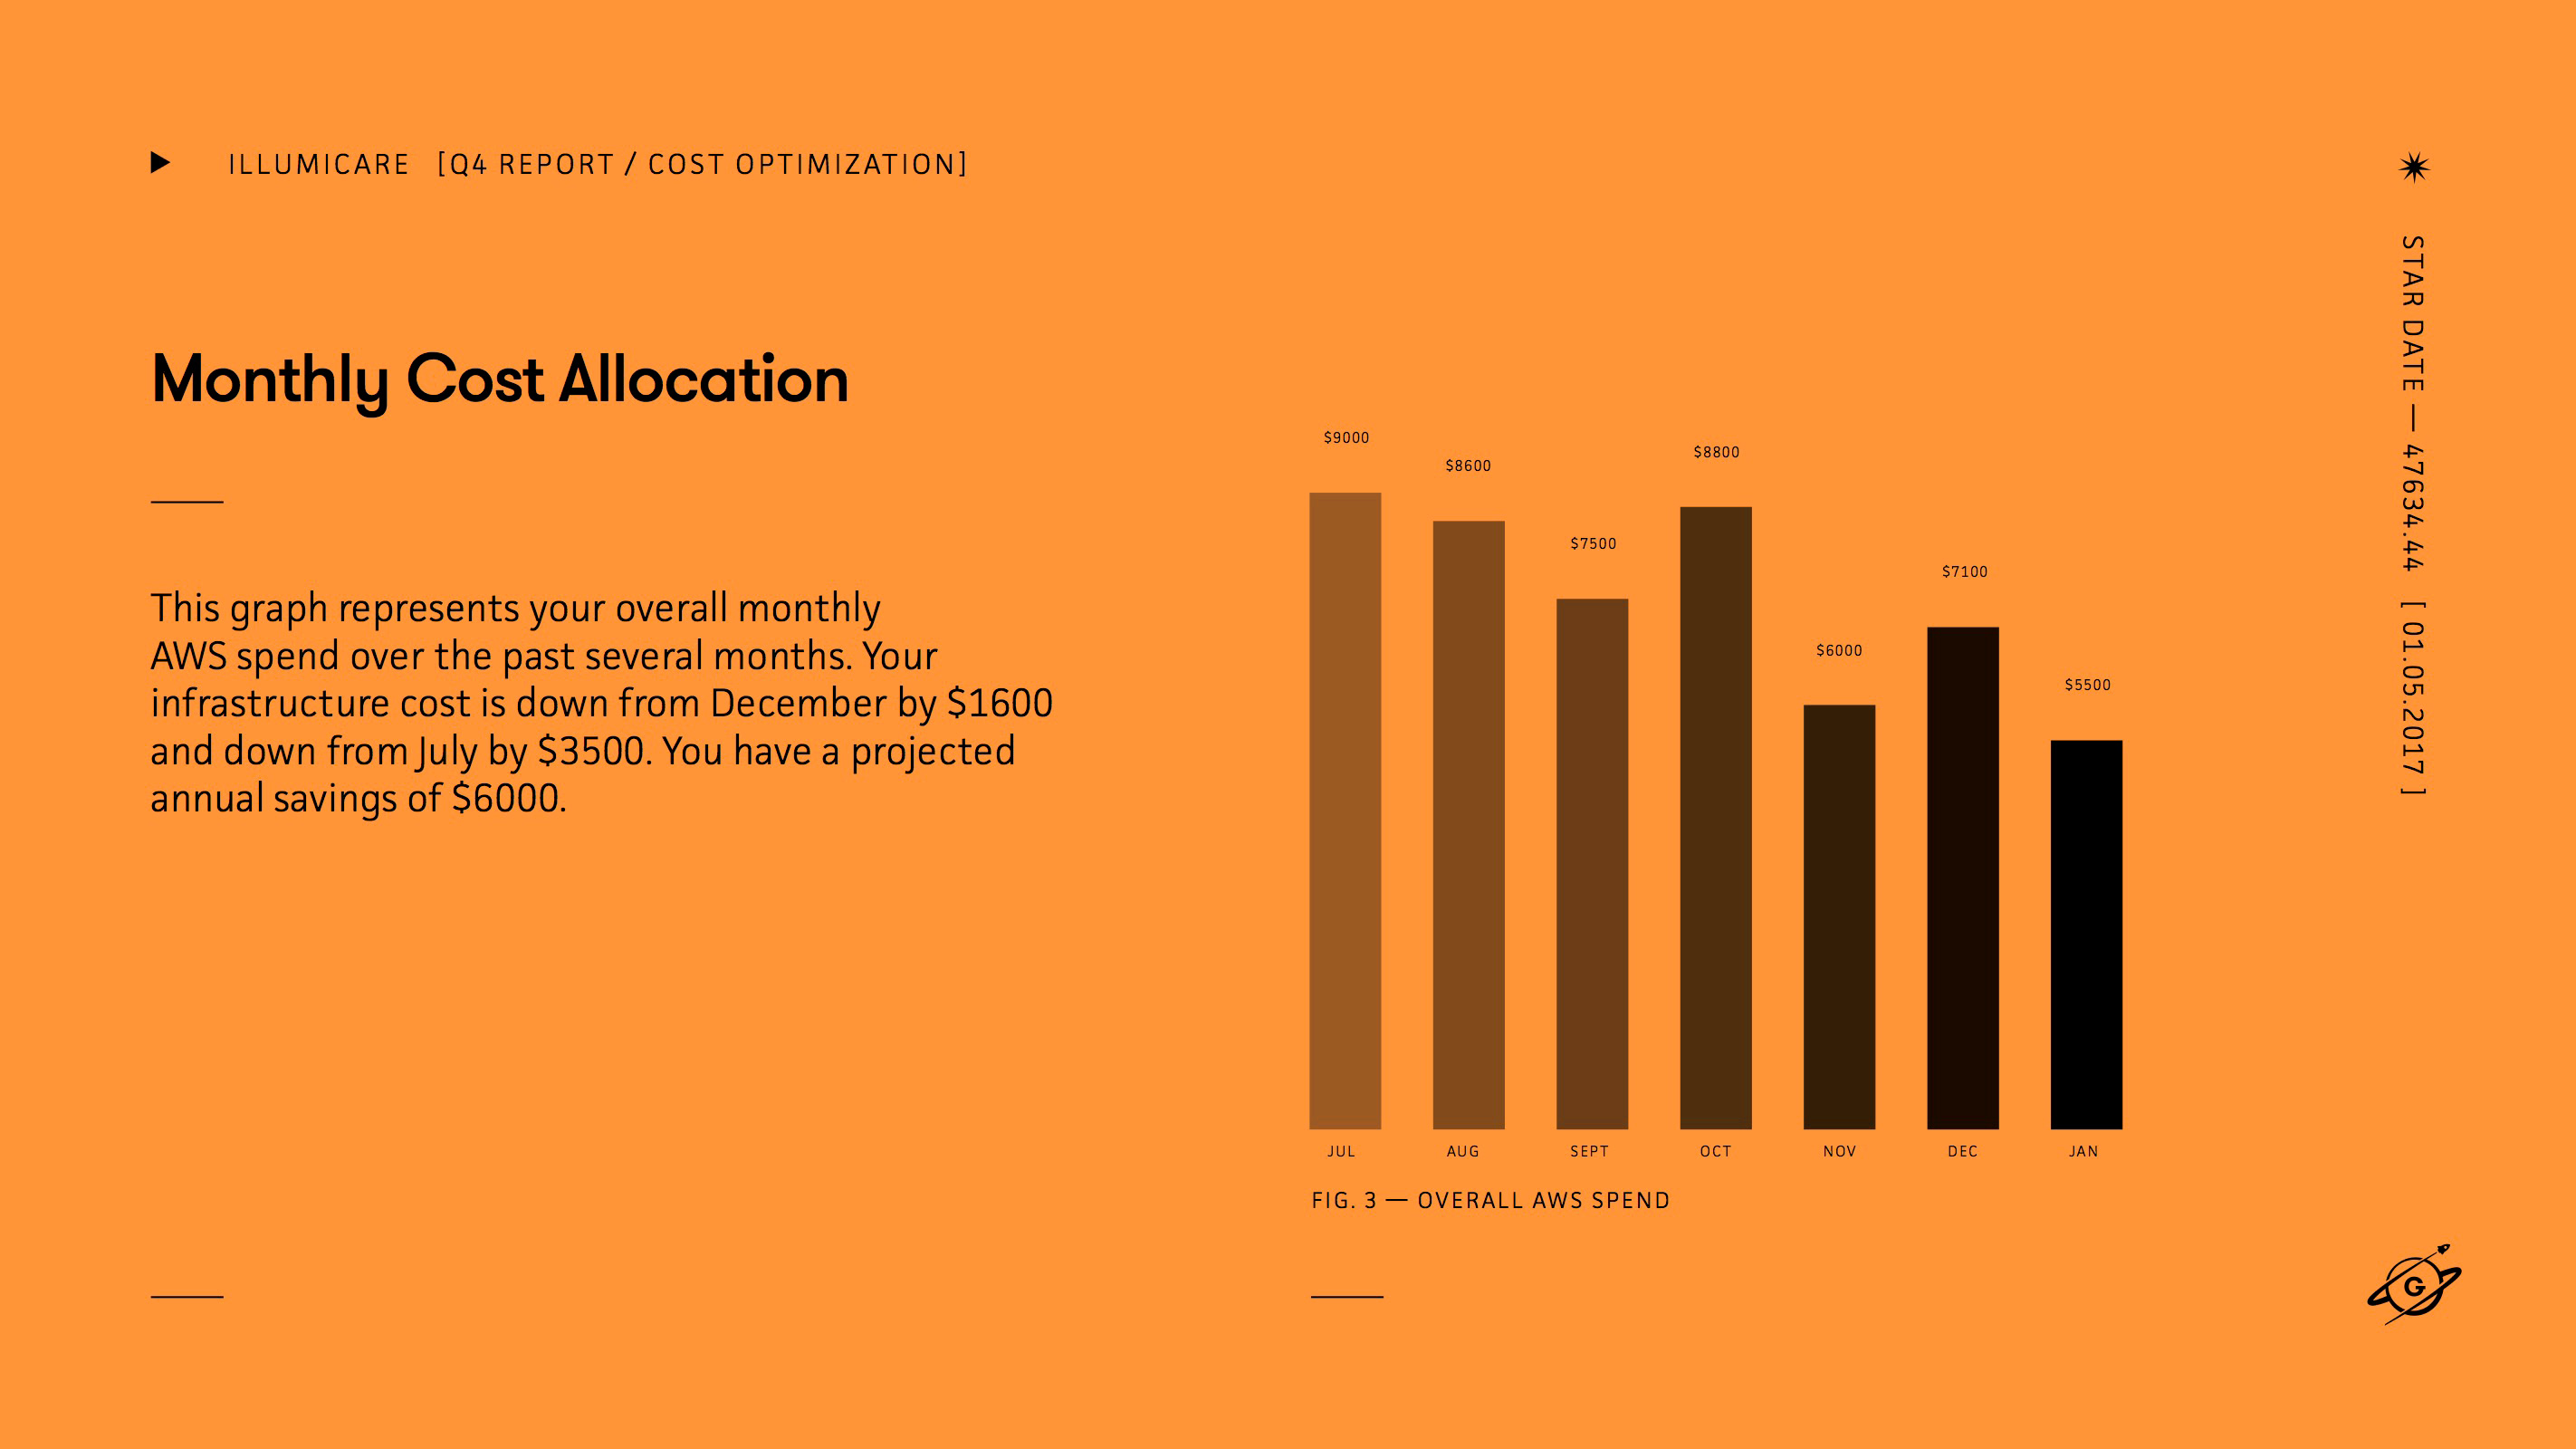 ILLUMICARE [Q4 REPORT / COST OPTIMIZATION]
STAR DATE — 47634.44 [ 01.05.2017 ]
Monthly Cost Allocation
This graph represents your overall monthly
AWS spend over the past several months. Your
infrastructure cost is down from December by $1600
and down from July by $3500. You have a projected
annual savings of $6000.
$9000
$8600
$7500
$8800
$6000
$7100
$5500
JUL AUG SEPT OCT NOV DEC JAN
FIG. 3 — OVERALL AWS SPEND
G